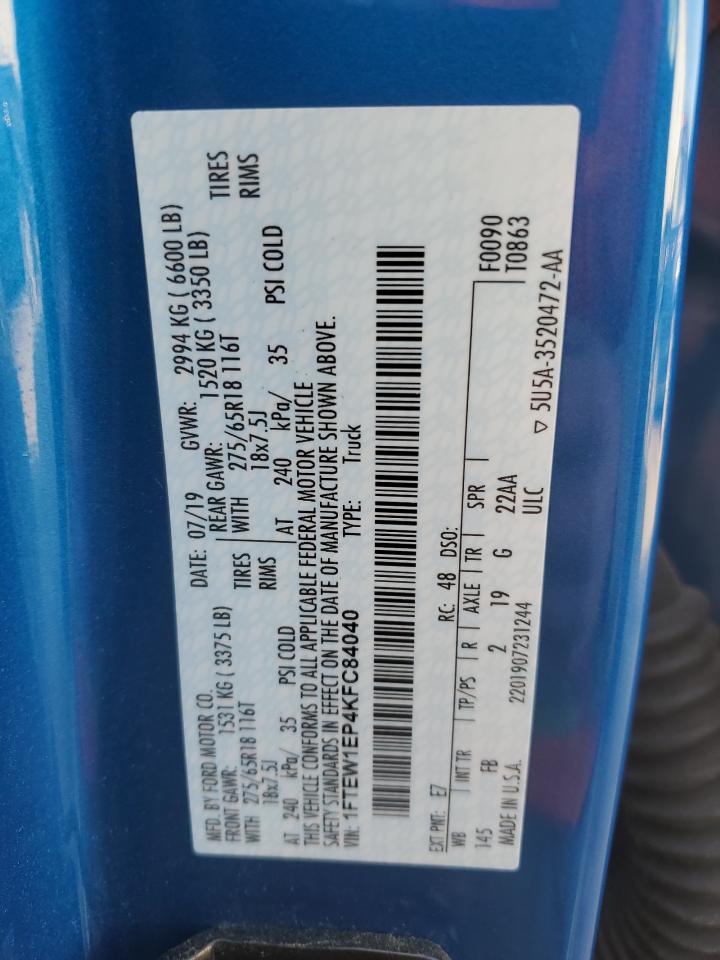 MFD. BY FORD MOTOR CO.
DATE: 07/19 GVWR: 2994 KG ( 6600 LB)
FRONT GAWR: 1531 KG ( 3375 LB) REAR GAWR: 1520 KG ( 3350 LB)
WITH 275/65R18 116T TIRES WITH 275/65R18 116T TIRES
18x7.5J RIMS 18x7.5J RIMS
AT 240 kPa/ 35 PSI COLD AT 240 kPa/ 35 PSI COLD
THIS VEHICLE CONFORMS TO ALL APPLICABLE FEDERAL MOTOR VEHICLE
SAFETY STANDARDS IN EFFECT ON THE DATE OF MANUFACTURE SHOWN ABOVE.
VIN: 1FTEW1EP4KFC84040 TYPE: Truck
EXT PNT: E7 RC: 48 DSO:
WB INT TR TP/PS R AXLE TR SPR F0090
145 FB 2 19 G 22AA T0863
MADE IN U.S.A. 2201907231244 ULC
▽ 5U5A-3520472-AA